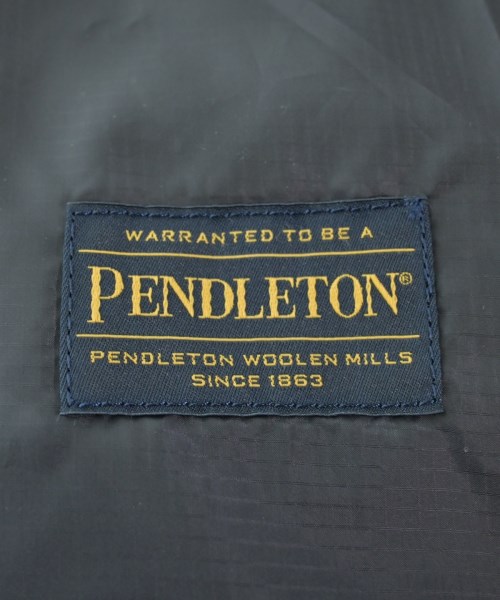 WARRANTED TO BE A
PENDLETON®
PENDLETON WOOLEN MILLS
SINCE 1863